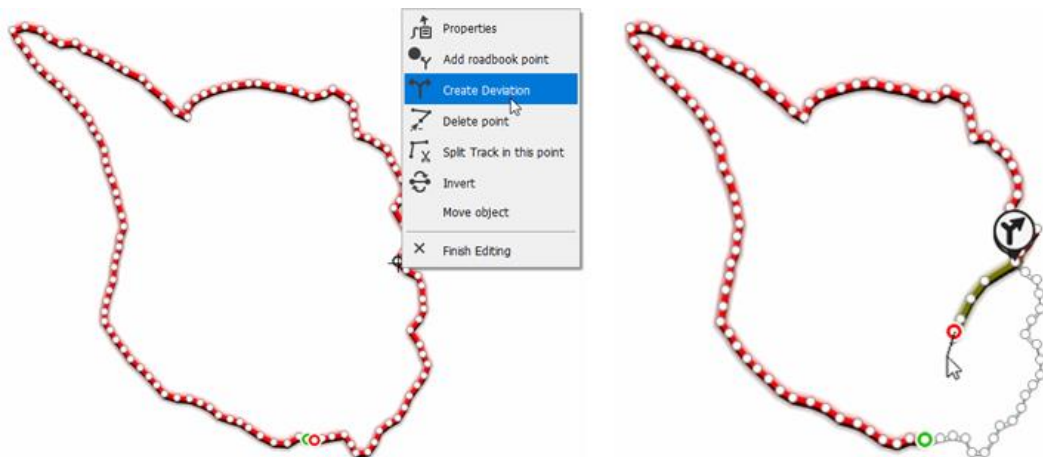 Properties
Add roadbook point
Create Deviation
Delete point
Split Track in this point
Invert
Move object
Finish Editing